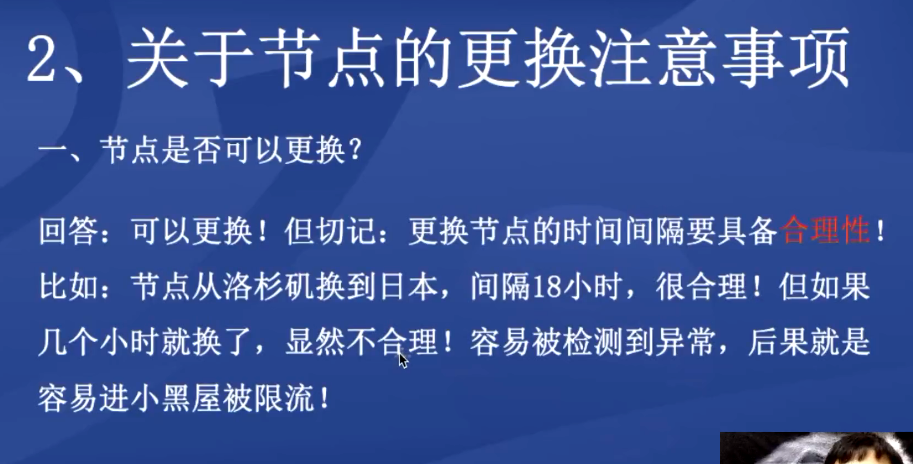 2、关于节点的更换注意事项
一、节点是否可以更换？
回答：可以更换！但切记：更换节点的时间间隔要具备合理性！
比如：节点从洛杉矶换到日本，间隔18小时，很合理！但如果
几个小时就换了，显然不合理！容易被检测到异常，后果就是
容易进小黑屋被限流！